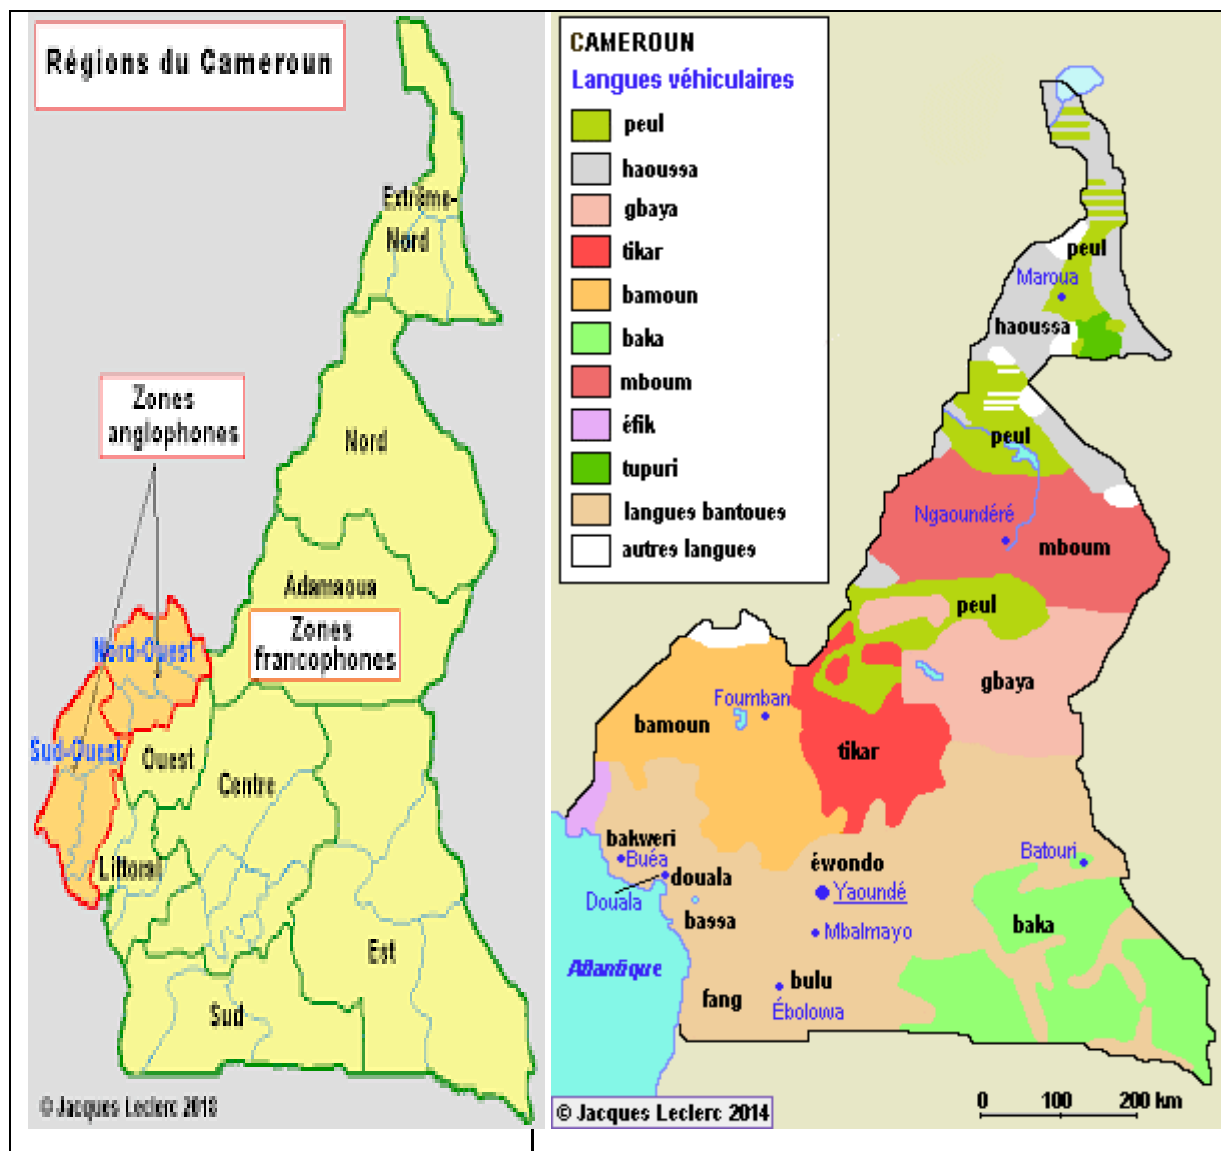 Régions du Cameroun
Extrême-
Nord
Zones
anglophones
Nord
Adamaoua
Zones
francophones
Nord-Ouest
Sud-Ouest
Ouest
Centre
Littoral
Est
Sud
© Jacques Leclerc 2018
CAMEROUN
Langues véhiculaires
peul
haoussa
gbaya
tikar
bamoun
baka
mboum
éfik
tupuri
langues bantoues
autres langues
peul
Maroua
haoussa
peul
Ngaoundéré
mboum
peul
gbaya
Foumban
bamoun
tikar
bakweri
Buéa
éwondo
Batouri
douala
Douala
Yaoundé
bassa
baka
Mbalmayo
Atlantique
bulu
fang
Ébolowa
0 100 200 km
© Jacques Leclerc 2014